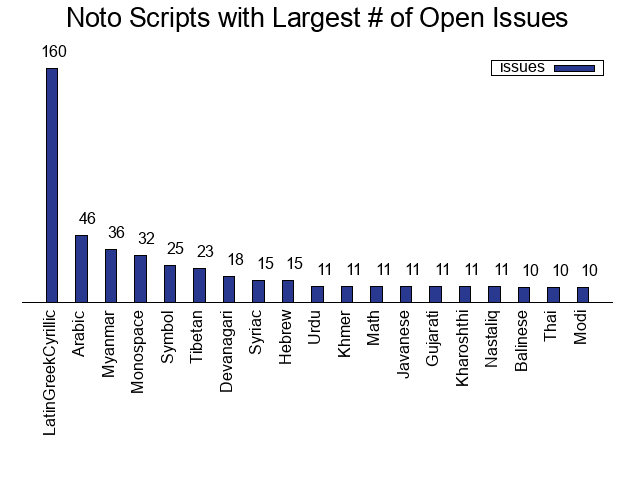 Noto Scripts with Largest # of Open Issues
issues
160
46
36
32
25
23
18
15
15
11
11
11
11
11
11
11
10
10
10
LatinGreekCyrillic
Arabic
Myanmar
Monospace
Symbol
Tibetan
Devanagari
Syriac
Hebrew
Urdu
Khmer
Math
Javanese
Gujarati
Kharoshthi
Nastaliq
Balinese
Thai
Modi